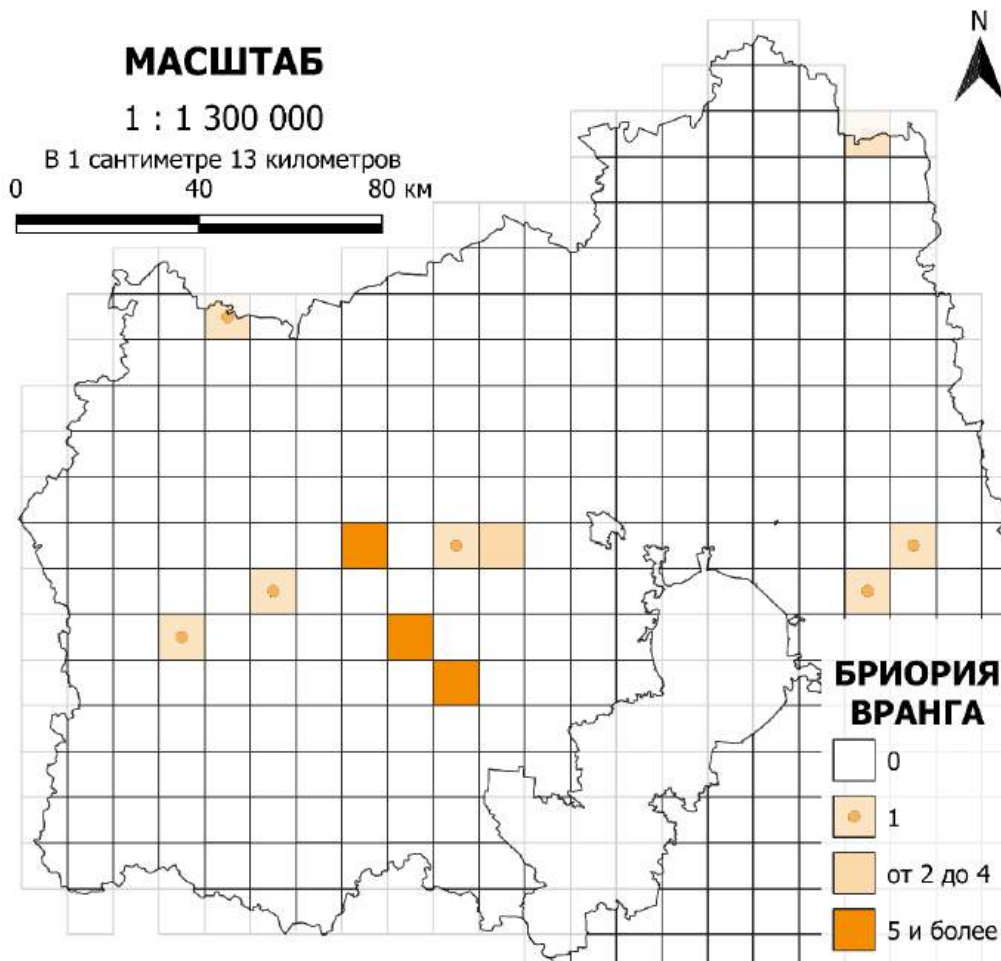 МАСШТАБ
1 : 1 300 000
В 1 сантиметре 13 километров
0 40 80 км
N
БРИОРИЯ
ВРАНГА
0
1
от 2 до 4
5 и более